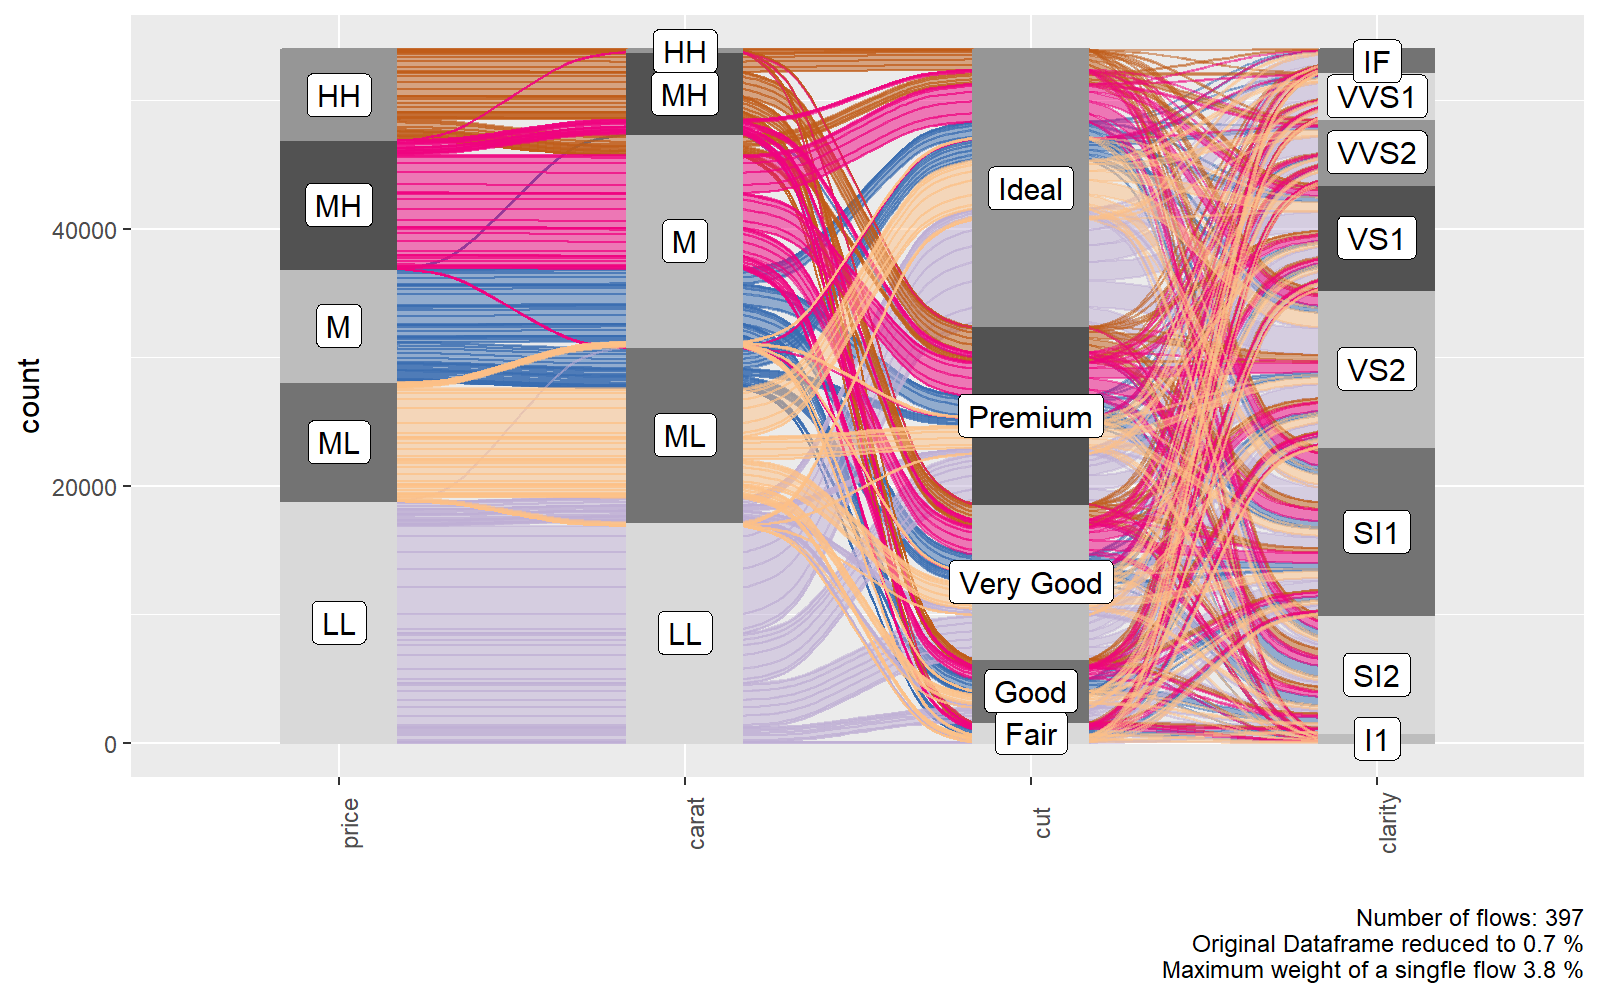 count
40000
20000
0
HH
MH
M
ML
LL
HH
MH
M
ML
LL
Ideal
Premium
Very Good
Good
Fair
IF
VVS1
VVS2
VS1
VS2
SI1
SI2
I1
price
carat
cut
clarity
Number of flows: 397
Original Dataframe reduced to 0.7 %
Maximum weight of a singfle flow 3.8 %